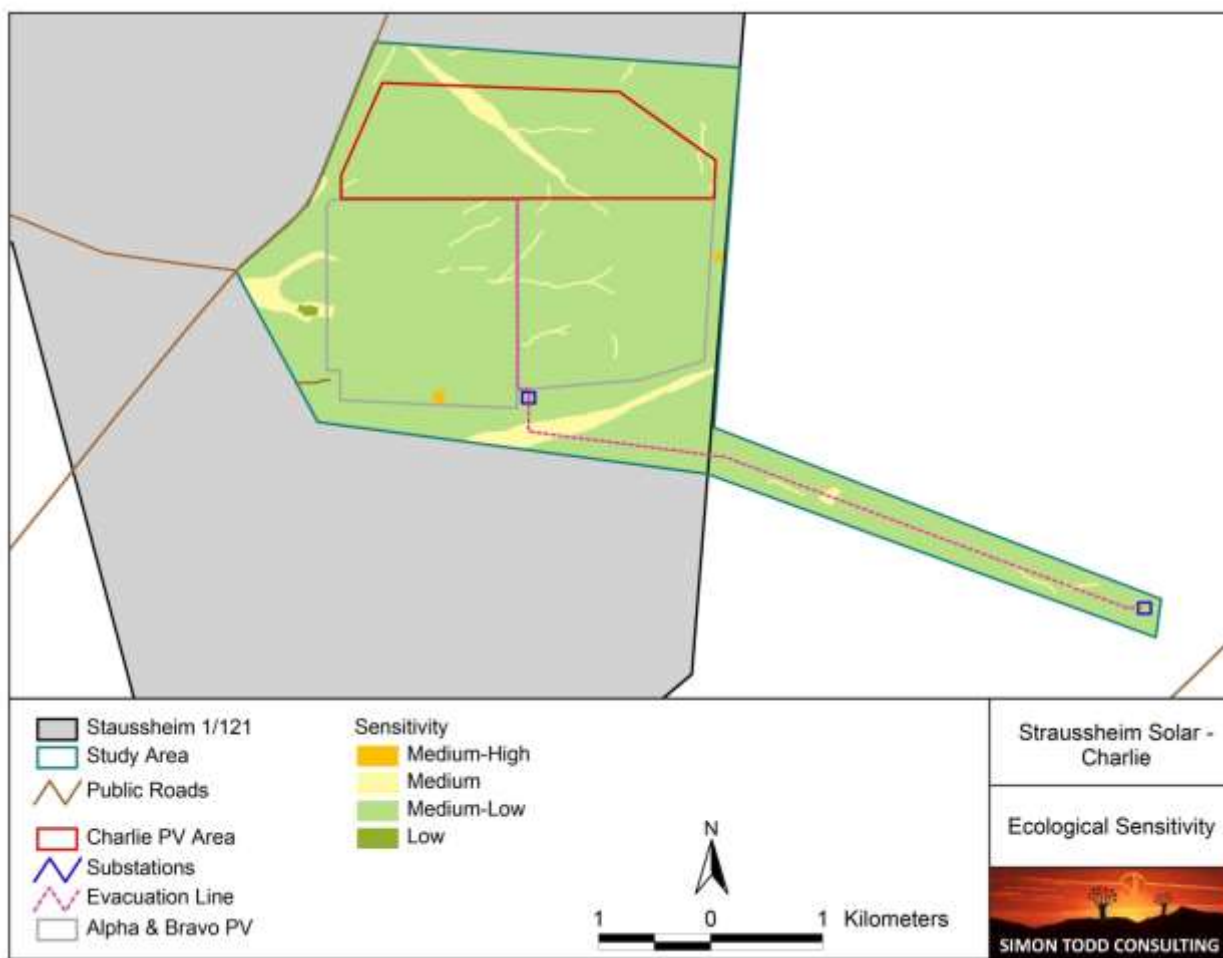 Staussheim 1/121
Study Area
Public Roads
Charlie PV Area
Substations
Evacuation Line
Alpha & Bravo PV
Sensitivity
Medium-High
Medium
Medium-Low
Low
N
1 0 1 Kilometers
Straussheim Solar -
Charlie
Ecological Sensitivity
SIMON TODD CONSULTING